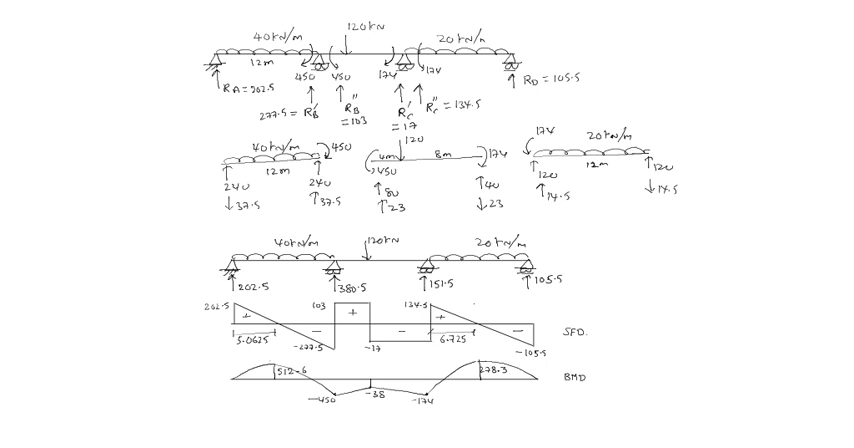 120kN
40kN/m
20kN/m
12m
450
450
174
174
RA=202.5
RD=105.5
277.5=RB'
RB''
=103
RC'
=17
RC''=134.5
40kN/m
450
12m
240
240
↓37.5
↑37.5
120
4m
8m
450
174
↑80
↑23
↑40
↓23
174
20kN/m
12m
↑120
↑14.5
↑120
↓14.5
40kN/m
120kN
20kN/m
↑202.5
↑380.5
↑151.5
↑105.5
202.5
+
5.0625
−
-277.5
103
+
−
-17
134.5
+
6.725
−
-105.5
SFD.
512.6
-450
-38
-174
278.3
BMD